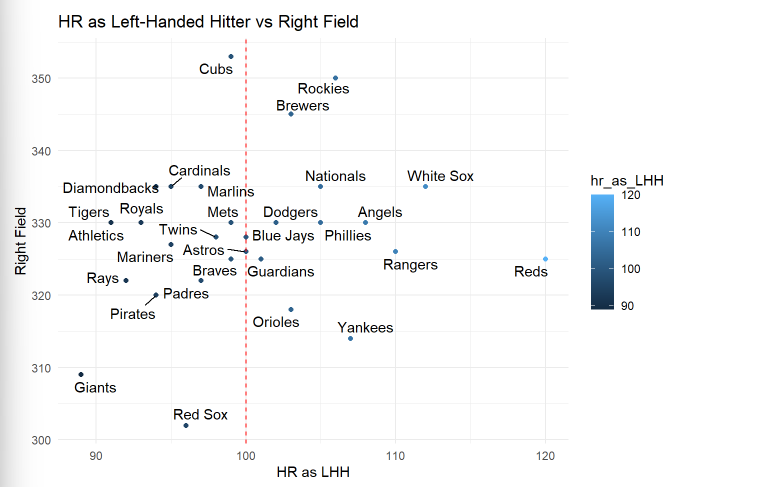 HR as Left-Handed Hitter vs Right Field
Right Field
350
340
330
320
310
300
Cubs
Rockies
Brewers
Cardinals
Nationals
White Sox
Diamondbacks
Marlins
Tigers
Royals
Mets
Dodgers
Angels
Athletics
Twins
Blue Jays
Phillies
Mariners
Astros
Rangers
Rays
Braves
Guardians
Reds
Padres
Pirates
Orioles
Yankees
Giants
Red Sox
90
100
110
120
HR as LHH
hr_as_LHH
120
110
100
90